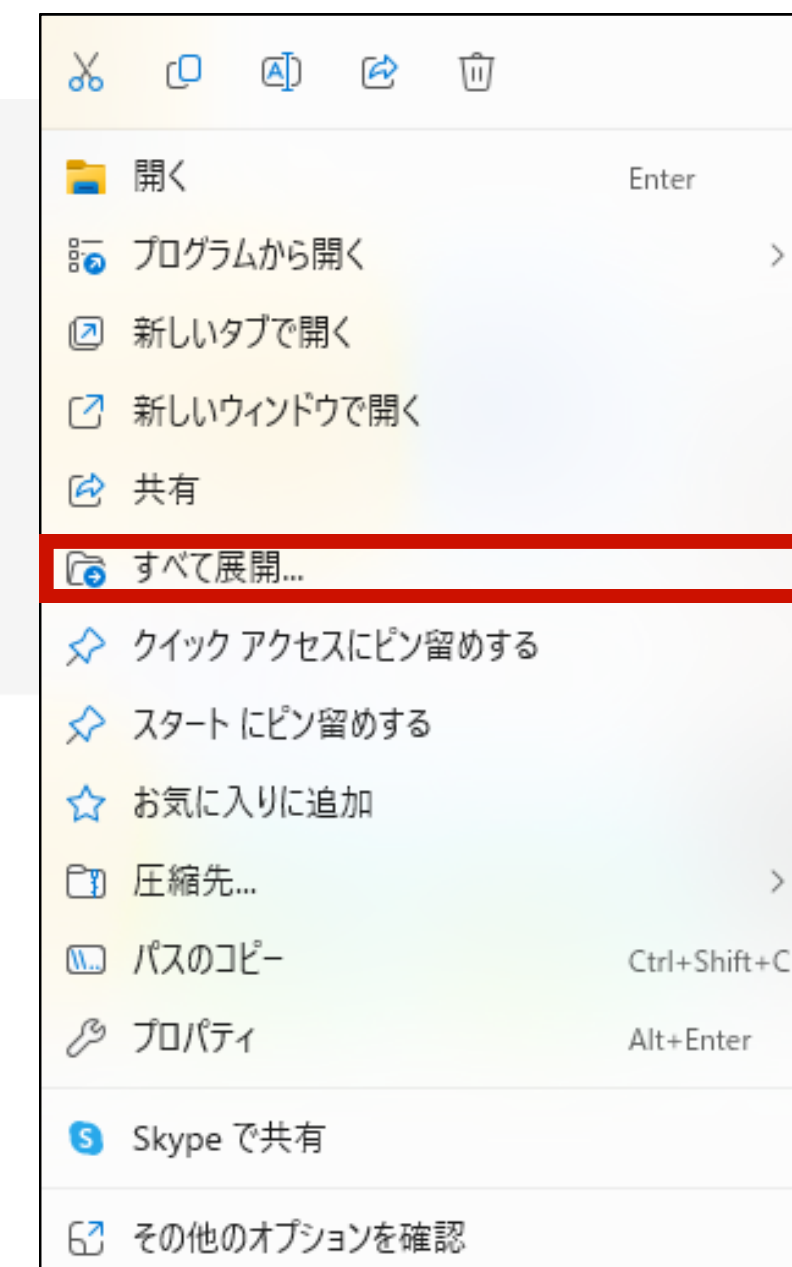 開く Enter
プログラムから開く
新しいタブで開く
新しいウィンドウで開く
共有
すべて展開...
クイック アクセスにピン留めする
スタート にピン留めする
お気に入りに追加
圧縮先...
パスのコピー Ctrl+Shift+C
プロパティ Alt+Enter
Skype で共有
その他のオプションを確認